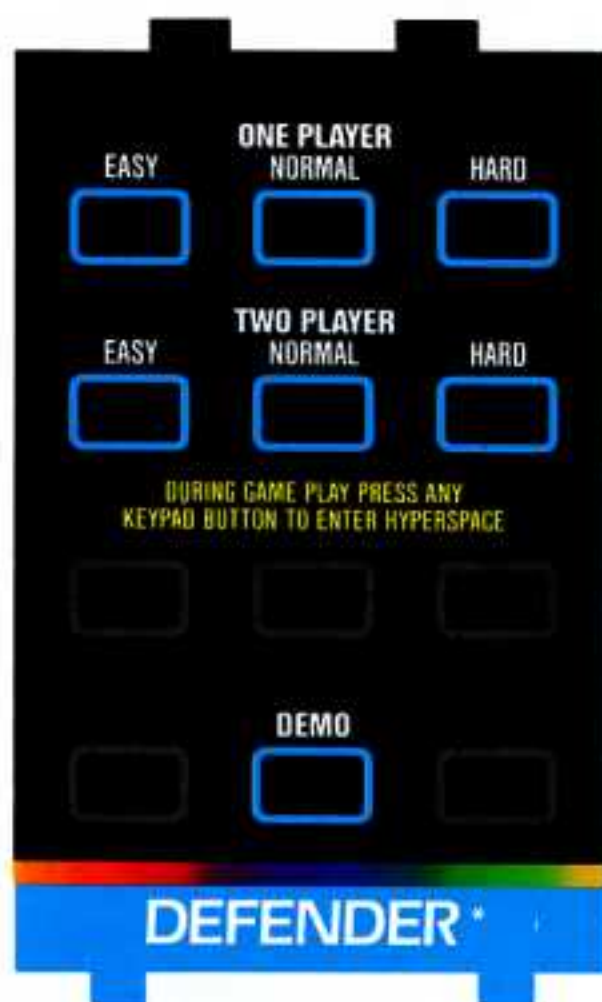 ONE PLAYER
EASY NORMAL HARD
TWO PLAYER
EASY NORMAL HARD
DURING GAME PLAY PRESS ANY
KEYPAD BUTTON TO ENTER HYPERSPACE
DEMO
DEFENDER*